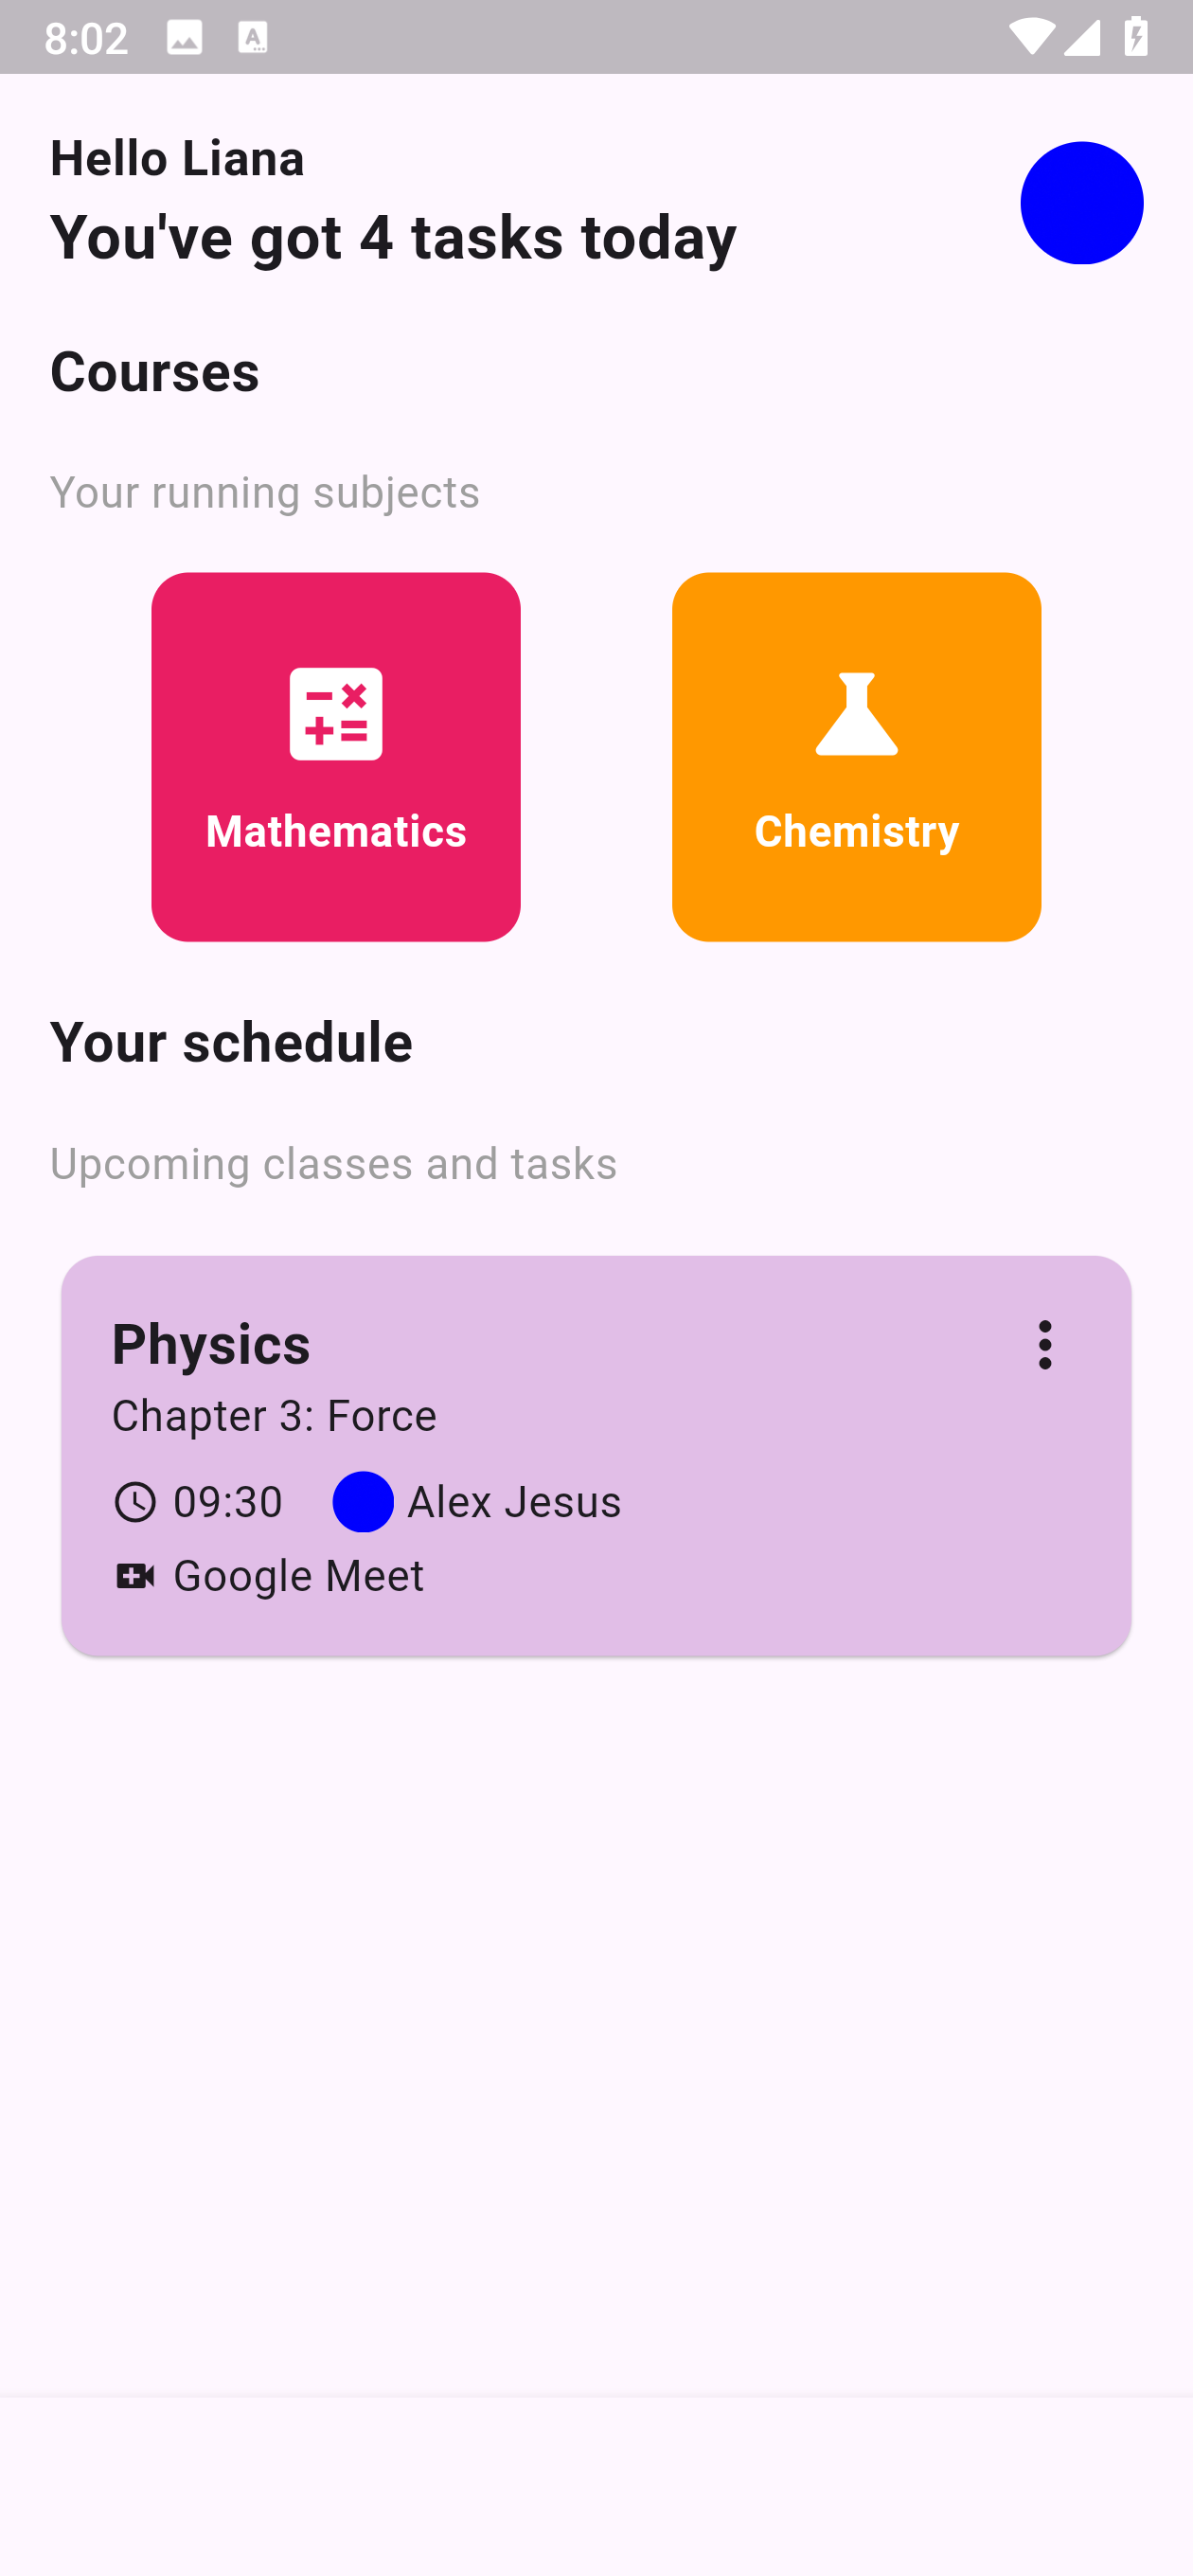 8:02
Hello Liana
You've got 4 tasks today
Courses
Your running subjects
Mathematics
Chemistry
Your schedule
Upcoming classes and tasks
Physics
Chapter 3: Force
09:30 Alex Jesus
Google Meet